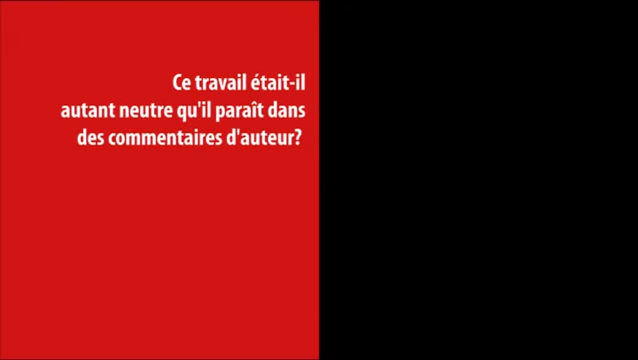 Ce travail était-il
autant neutre qu'il paraît dans
des commentaires d'auteur?